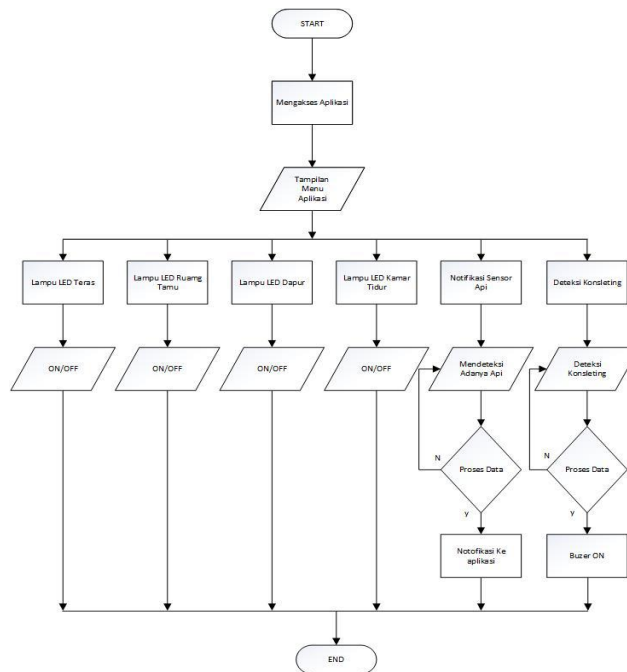 START
Mengakses Aplikasi
Tampilan
Menu
Aplikasi
Lampu LED Teras
Lampu LED Ruamg
Tamu
Lampu LED Dapur
Lampu LED Kamar
Tidur
Notifikasi Sensor
Api
Deteksi Konsleting
ON/OFF
ON/OFF
ON/OFF
ON/OFF
Mendeteksi
Adanya Api
Deteksi
Konsleting
N
Proses Data
N
Proses Data
y
y
Notofikasi Ke
aplikasi
Buzer ON
END